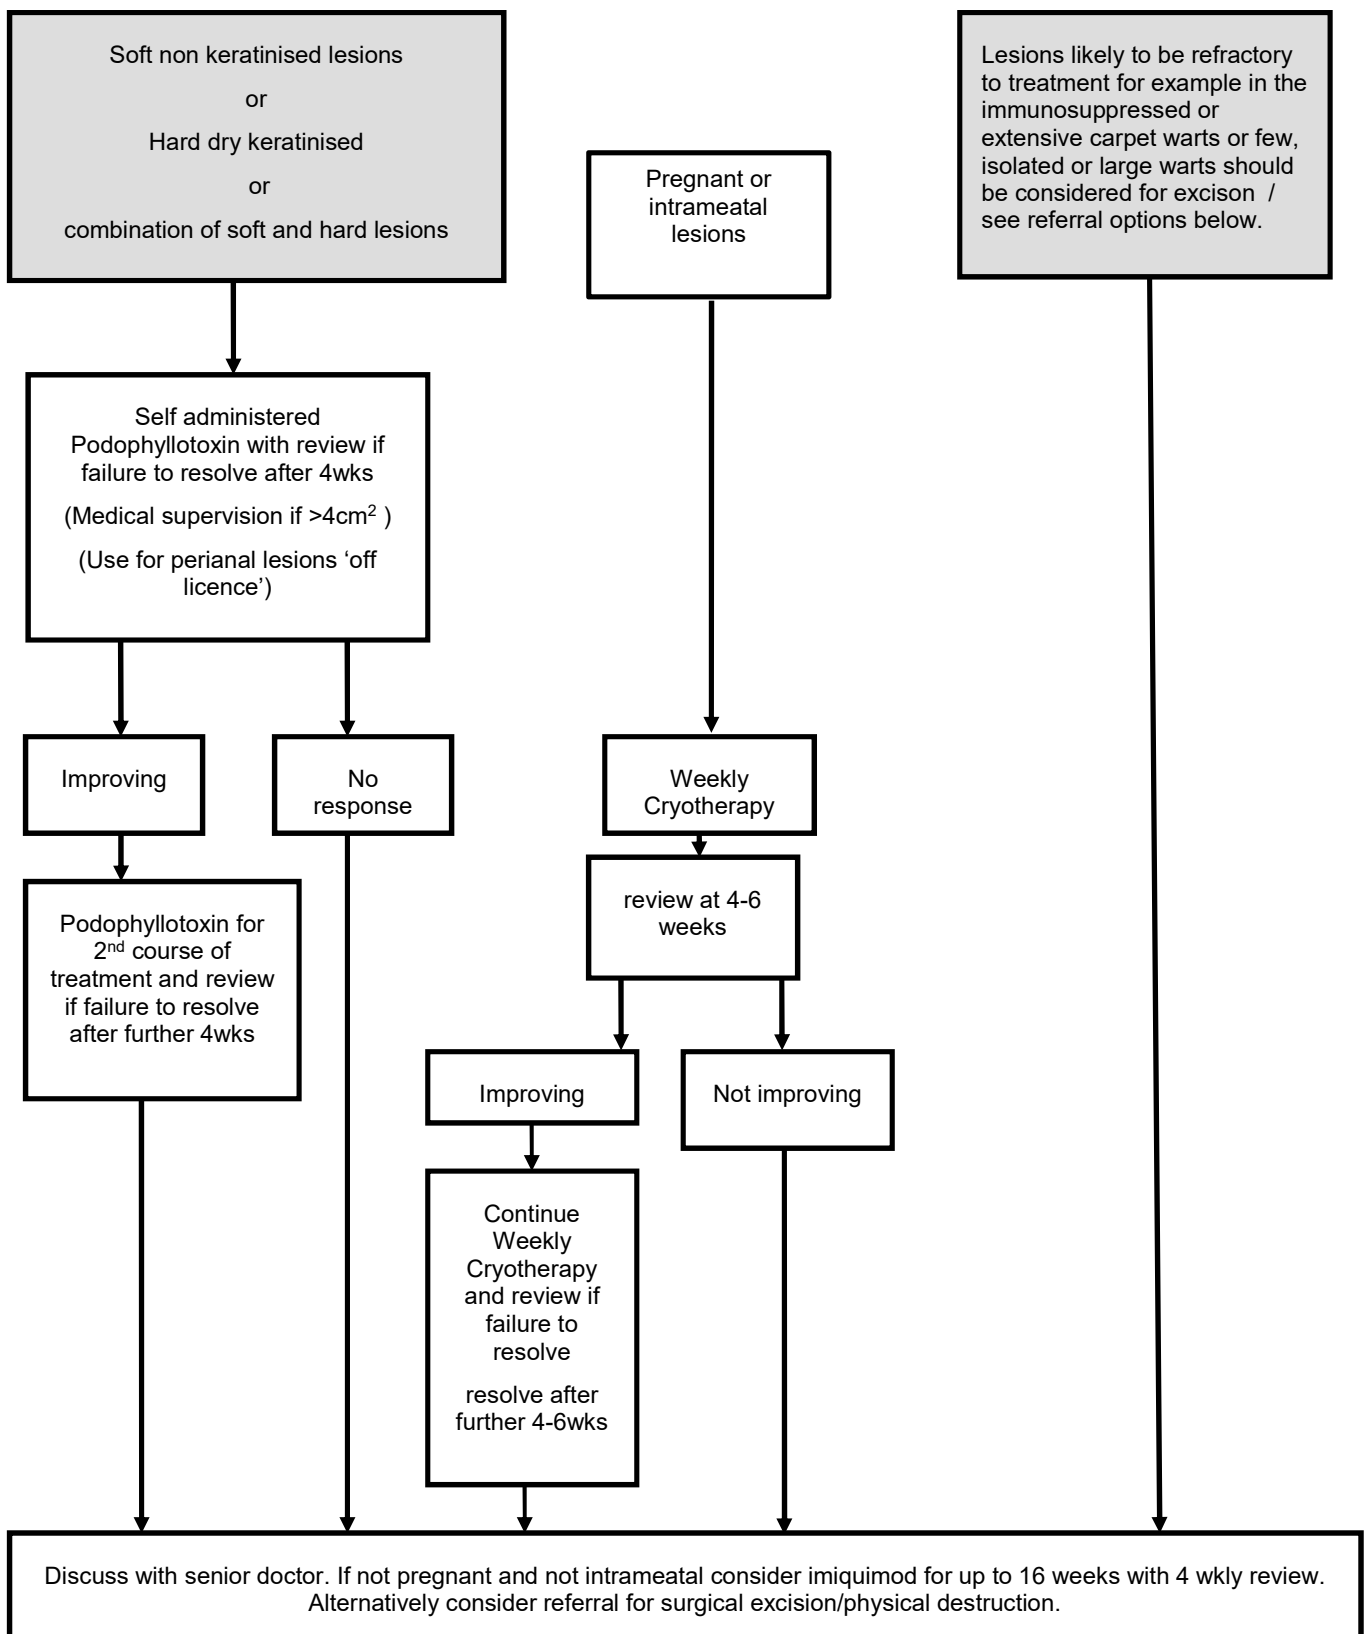 Soft non keratinised lesions
or
Hard dry keratinised
or
combination of soft and hard lesions
Pregnant or
intrameatal
lesions
Lesions likely to be refractory
to treatment for example in the
immunosuppressed or
extensive carpet warts or few,
isolated or large warts should
be considered for excison /
see referral options below.
Self administered
Podophyllotoxin with review if
failure to resolve after 4wks
(Medical supervision if >4cm² )
(Use for perianal lesions ‘off
licence’)
Improving
No
response
Weekly
Cryotherapy
Podophyllotoxin for
2nd course of
treatment and review
if failure to resolve
after further 4wks
review at 4-6
weeks
Improving
Not improving
Continue
Weekly
Cryotherapy
and review if
failure to
resolve
resolve after
further 4-6wks
Discuss with senior doctor. If not pregnant and not intrameatal consider imiquimod for up to 16 weeks with 4 wkly review.
Alternatively consider referral for surgical excision/physical destruction.